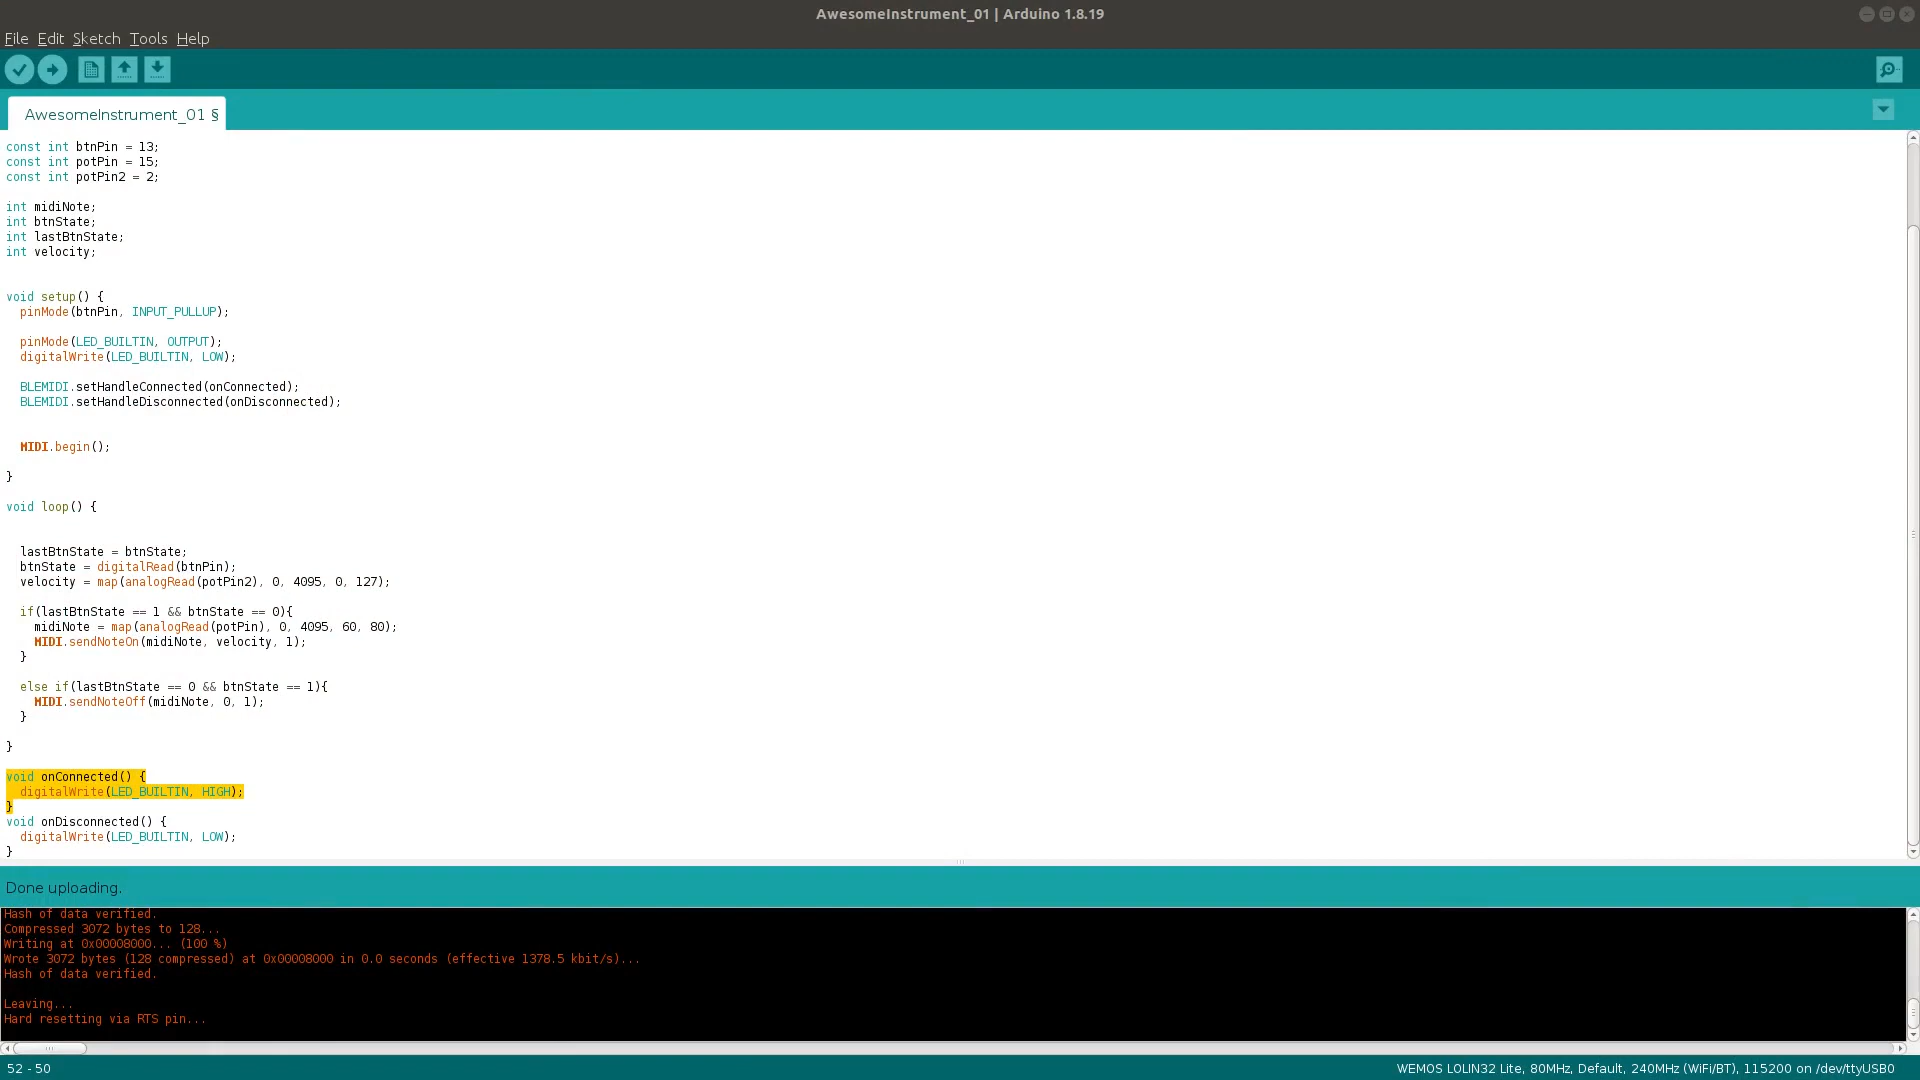 AwesomeInstrument_01 | Arduino 1.8.19
File Edit Sketch Tools Help
AwesomeInstrument_01 §
const int btnPin = 13;
const int potPin = 15;
const int potPin2 = 2;
int midiNote;
int btnState;
int lastBtnState;
int velocity;
void setup() {
  pinMode(btnPin, INPUT_PULLUP);
  pinMode(LED_BUILTIN, OUTPUT);
  digitalWrite(LED_BUILTIN, LOW);
  BLEMIDI.setHandleConnected(onConnected);
  BLEMIDI.setHandleDisconnected(onDisconnected);
  MIDI.begin();
}
void loop() {
  lastBtnState = btnState;
  btnState = digitalRead(btnPin);
  velocity = map(analogRead(potPin2), 0, 4095, 0, 127);
  if(lastBtnState == 1 && btnState == 0){
    midiNote = map(analogRead(potPin), 0, 4095, 60, 80);
    MIDI.sendNoteOn(midiNote, velocity, 1);
  }
  else if(lastBtnState == 0 && btnState == 1){
    MIDI.sendNoteOff(midiNote, 0, 1);
  }
}
void onConnected() {
  digitalWrite(LED_BUILTIN, HIGH);
}
void onDisconnected() {
  digitalWrite(LED_BUILTIN, LOW);
}
Done uploading.
Hash of data verified.
Compressed 3072 bytes to 128...
Writing at 0x00008000... (100 %)
Wrote 3072 bytes (128 compressed) at 0x00008000 in 0.0 seconds (effective 1378.5 kbit/s)...
Hash of data verified.
Leaving...
Hard resetting via RTS pin...
52 - 50
WEMOS LOLIN32 Lite, 80MHz, Default, 240MHz (WiFi/BT), 115200 on /dev/ttyUSB0